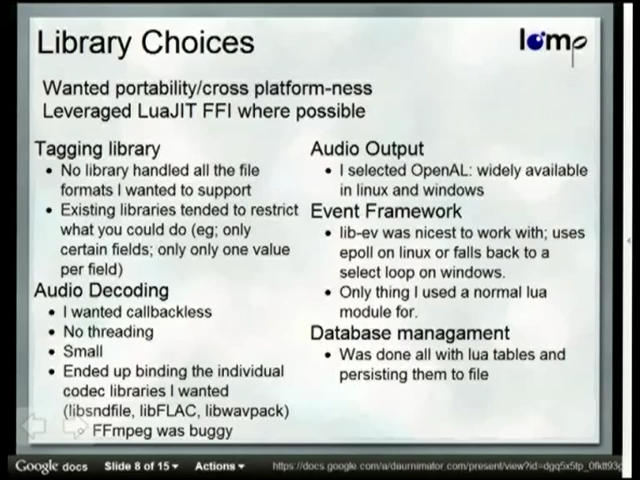 Library Choices
lomp
Wanted portability/cross platform-ness
Leveraged LuaJIT FFI where possible
Tagging library
• No library handled all the file
formats I wanted to support
• Existing libraries tended to restrict
what you could do (eg; only
certain fields; only only one value
per field)
Audio Decoding
• I wanted callbackless
• No threading
• Small
• Ended up binding the individual
codec libraries I wanted
(libsndfile, libFLAC, libwavpack)
FFmpeg was buggy
Audio Output
• I selected OpenAL: widely available
in linux and windows
Event Framework
• lib-ev was nicest to work with; uses
epoll on linux or falls back to a
select loop on windows.
• Only thing I used a normal lua
module for.
Database managament
• Was done all with lua tables and
persisting them to file
Google docs Slide 8 of 15 Actions